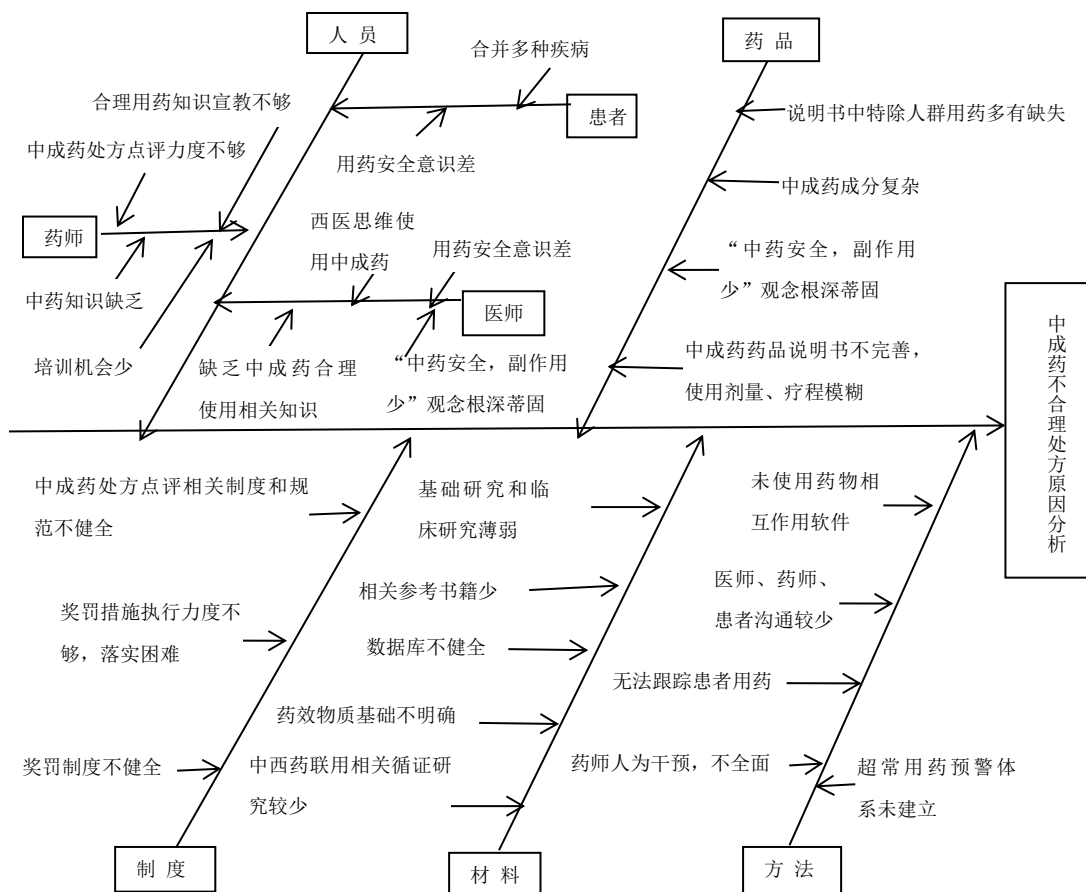 人 员
药 品
合并多种疾病
合理用药知识宣教不够
患者
说明书中特除人群用药多有缺失
中成药处方点评力度不够
用药安全意识差
中成药成分复杂
药师
西医思维使
用中成药
用药安全意识差
“中药安全，副作用
少”观念根深蒂固
中药知识缺乏
医师
培训机会少
缺乏中成药合理
使用相关知识
“中药安全，副作用
少”观念根深蒂固
中成药药品说明书不完善，
使用剂量、疗程模糊
中成药不合理处方原因分析
中成药处方点评相关制度和规
范不健全
基础研究和临
床研究薄弱
未使用药物相
互作用软件
相关参考书籍少
医师、药师、
患者沟通较少
奖罚措施执行力度不
够，落实困难
数据库不健全
无法跟踪患者用药
药效物质基础不明确
奖罚制度不健全
中西药联用相关循证研
究较少
药师人为干预，不全面
超常用药预警体
系未建立
制 度
材 料
方 法